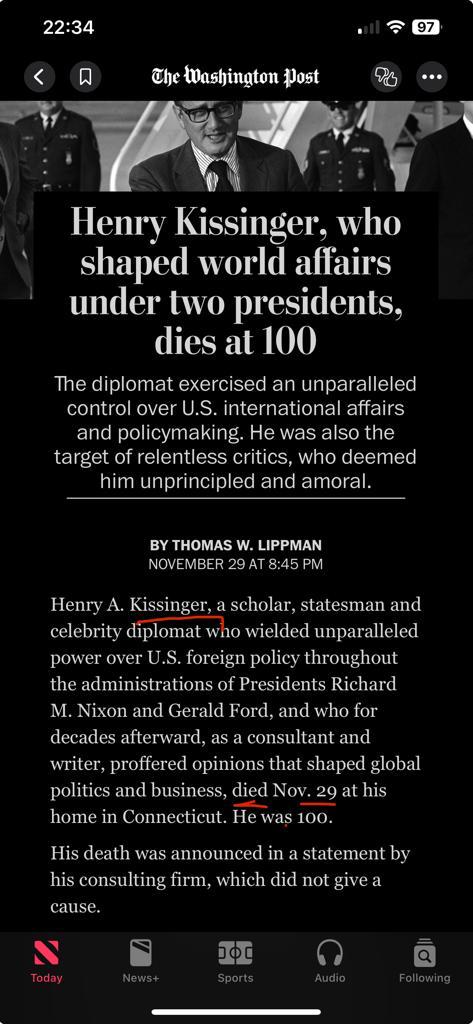 22:34
97
The Washington Post
Henry Kissinger, who
shaped world affairs
under two presidents,
dies at 100
The diplomat exercised an unparalleled
control over U.S. international affairs
and policymaking. He was also the
target of relentless critics, who deemed
him unprincipled and amoral.
BY THOMAS W. LIPPMAN
NOVEMBER 29 AT 8:45 PM
Henry A. Kissinger, a scholar, statesman and
celebrity diplomat who wielded unparalleled
power over U.S. foreign policy throughout
the administrations of Presidents Richard
M. Nixon and Gerald Ford, and who for
decades afterward, as a consultant and
writer, proffered opinions that shaped global
politics and business, died Nov. 29 at his
home in Connecticut. He was 100.
His death was announced in a statement by
his consulting firm, which did not give a
cause.
Today
News+
Sports
Audio
Following